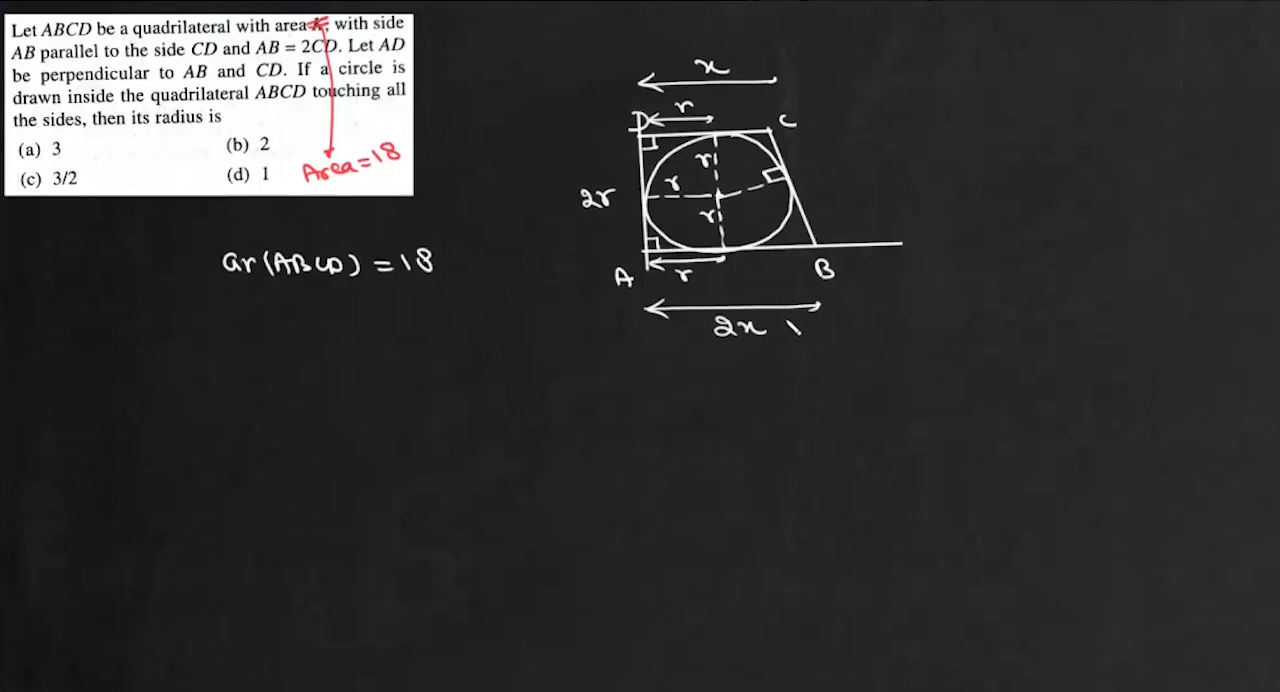 Let ABCD be a quadrilateral with area , with side
AB parallel to the side CD and AB = 2CD. Let AD
be perpendicular to AB and CD. If a circle is
drawn inside the quadrilateral ABCD touching all
the sides, then its radius is
(a) 3
(b) 2
(c) 3/2
(d) 1
Area=18
ar(ABCD) = 18
x
r
D
C
r
r
2r
r
A
r
B
2x